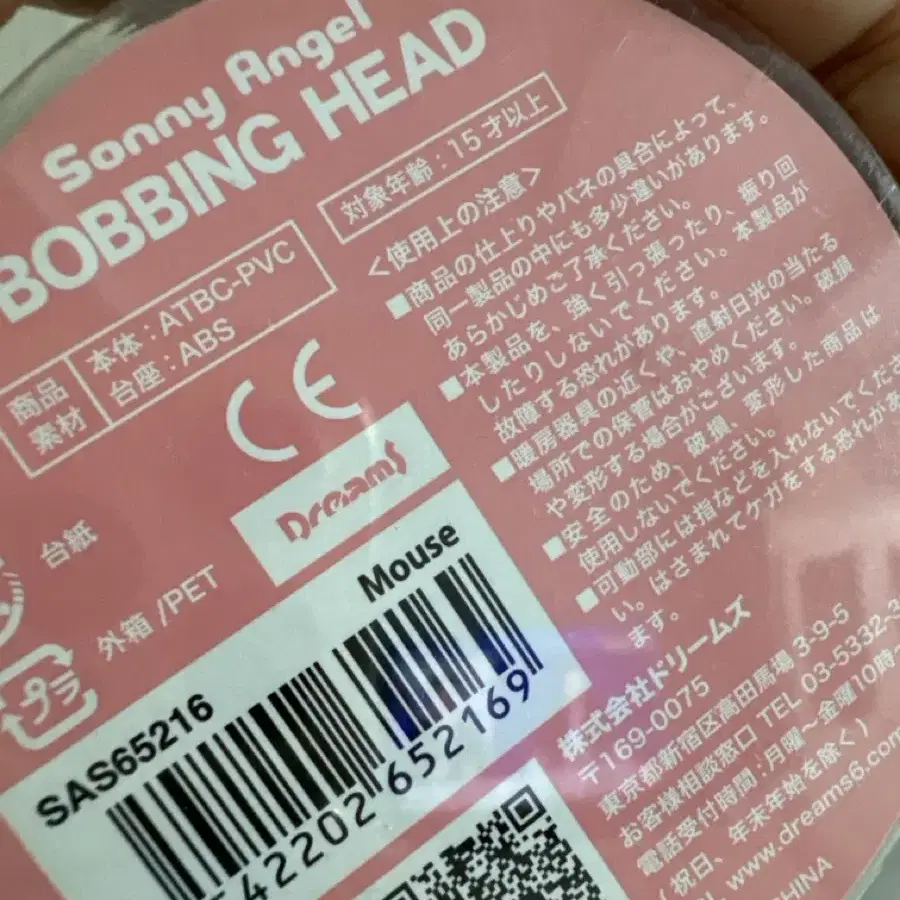 Sonny Angel
BOBBING HEAD
対象年齢：15才以上
商品
素材
本体：ATBC-PVC
台座：ABS
CE
Dreams
台紙
外箱/PET
プラ
Mouse
SAS65216
542202 652169
<使用上の注意>
■商品の仕上りやバネの具合によって、
同一製品の中にも多少違いがあります。
あらかじめご了承ください。
■本製品を、強く引っ張ったり、振り回
したりしないでください。本製品が
故障する恐れがあります。
■暖房器具の近くや、直射日光の当たる
場所での保管はおやめください。破損
や変形する場合がございます。
■安全のため、破損、変形した商品は
使用しないでください。
■可動部には指などを入れないでくださ
い。はさまれてケガをする恐れがあ
ます。
株式会社ドリームズ
〒169-0075
東京都新宿区高田馬場 3-9-5
お客様相談窓口 TEL 03-5332-3
電話受付時間：月曜～金曜10時～
(祝日、年末年始を除く)
www.dreams6.com
CHINA